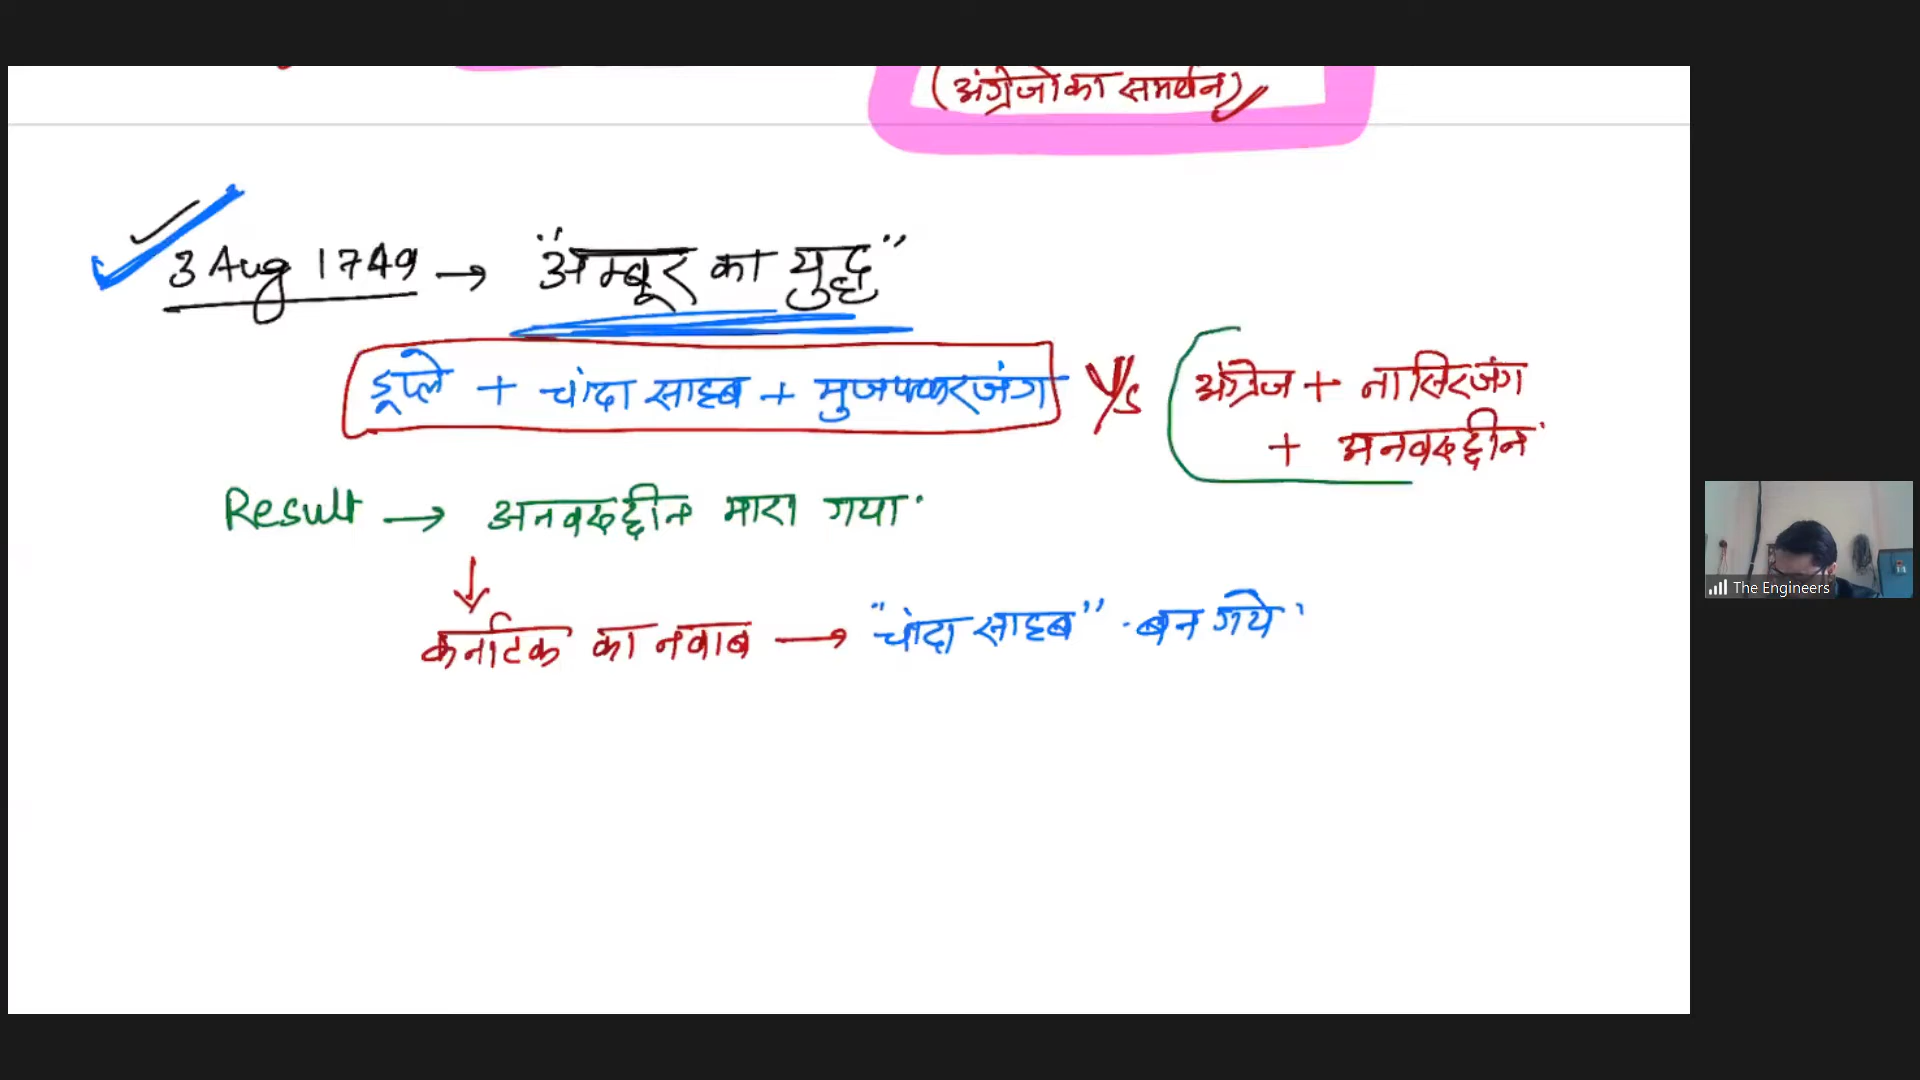 (अंग्रेजो का समर्थन)
3 Aug 1749 → "अम्बूर का युद्ध"
डूप्ले + चांदा साहब + मुजफ्फरजंग V/s अंग्रेज + नासिरजंग
+ अनवरुद्दीन
Result → अनवरुद्दीन मारा गया
↓
कर्नाटक का नवाब → "चांदा साहब" बन गये
The Engineers